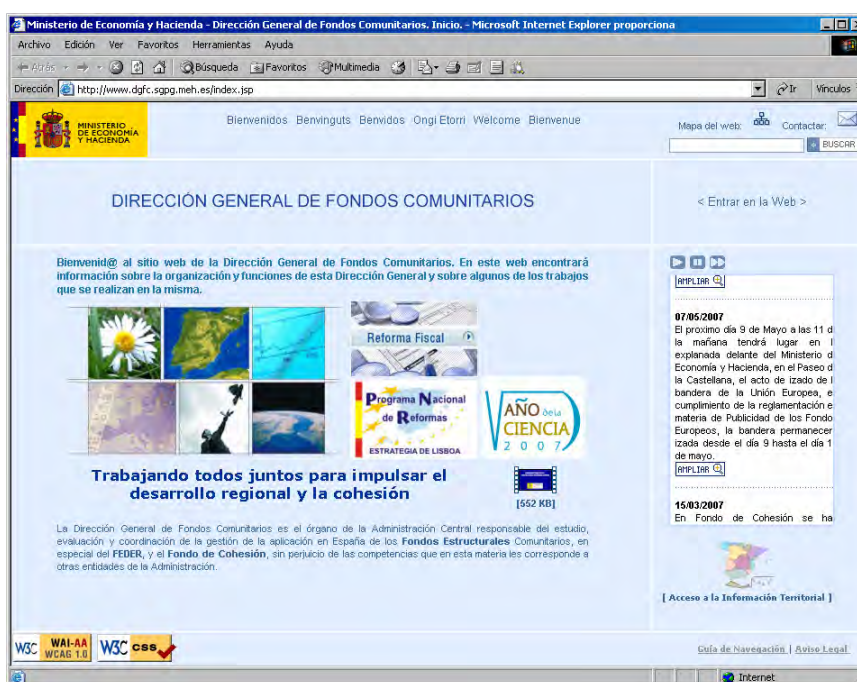 Ministerio de Economía y Hacienda - Dirección General de Fondos Comunitarios. Inicio. - Microsoft Internet Explorer proporciona
Archivo Edición Ver Favoritos Herramientas Ayuda
Atrás Búsqueda Favoritos Multimedia
Dirección http://www.dgfc.sgpg.meh.es/index.jsp Ir Vínculos
MINISTERIO
DE ECONOMÍA
Y HACIENDA
Bienvenidos Benvinguts Benvidos Ongi Etorri Welcome Bienvenue
Mapa del web: Contactar:
BUSCAR
DIRECCIÓN GENERAL DE FONDOS COMUNITARIOS
< Entrar en la Web >
Bienvenid@ al sitio web de la Dirección General de Fondos Comunitarios. En este web encontrará
información sobre la organización y funciones de esta Dirección General y sobre algunos de los trabajos
que se realizan en la misma.
Reforma Fiscal
Programa Nacional
de Reformas
ESTRATEGIA DE LISBOA
AÑO de la
CIENCIA
2007
Trabajando todos juntos para impulsar el
desarrollo regional y la cohesión
[552 KB]
La Dirección General de Fondos Comunitarios es el órgano de la Administración Central responsable del estudio,
evaluación y coordinación de la gestión de la aplicación en España de los Fondos Estructurales Comunitarios, en
especial del FEDER, y el Fondo de Cohesión, sin perjuicio de las competencias que en esta materia les corresponde a
otras entidades de la Administración.
AMPLIAR
07/05/2007
El proximo día 9 de Mayo a las 11 d
la mañana tendrá lugar en l
explanada delante del Ministerio d
Economía y Hacienda, en el Paseo d
la Castellana, el acto de izado de l
bandera de la Unión Europea, e
cumplimiento de la reglamentación e
materia de Publicidad de los Fondo
Europeos, la bandera permanecer
izada desde el día 9 hasta el día 1
de mayo.
AMPLIAR
15/03/2007
En Fondo de Cohesión se ha
[ Acceso a la Información Territorial ]
W3C WAI-AA
WCAG 1.0
W3C css
Guía de Navegación | Aviso Legal
Internet